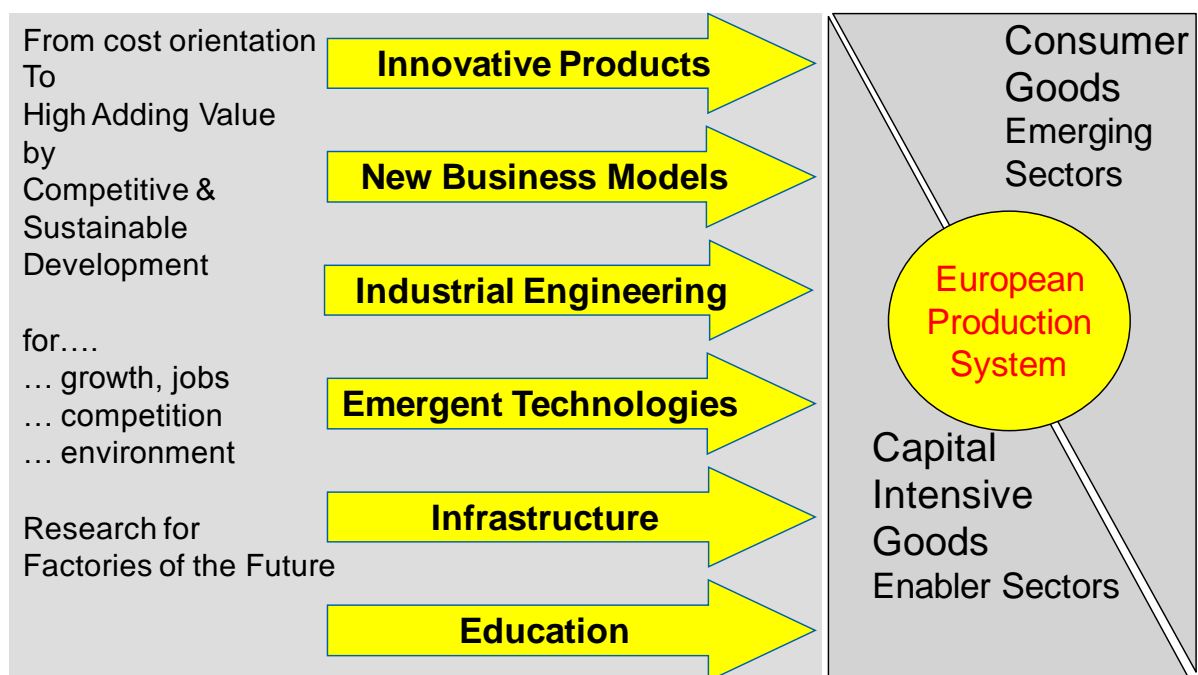 From cost orientation
To
High Adding Value
by
Competitive &
Sustainable
Development
for....
... growth, jobs
... competition
... environment
Research for
Factories of the Future
Innovative Products
New Business Models
Industrial Engineering
Emergent Technologies
Infrastructure
Education
Consumer
Goods
Emerging
Sectors
European
Production
System
Capital
Intensive
Goods
Enabler Sectors